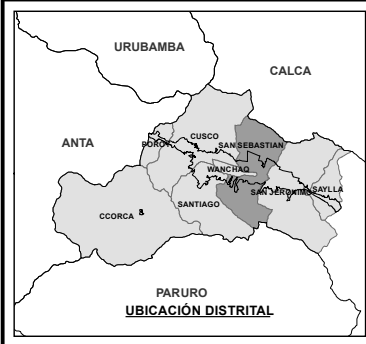 URUBAMBA
CALCA
ANTA
CUSCO
POROY
SAN SEBASTIAN
WANCHAQ
SAN JERONIMO
SAYLLA
CCORCA
SANTIAGO
PARURO
UBICACIÓN DISTRITAL